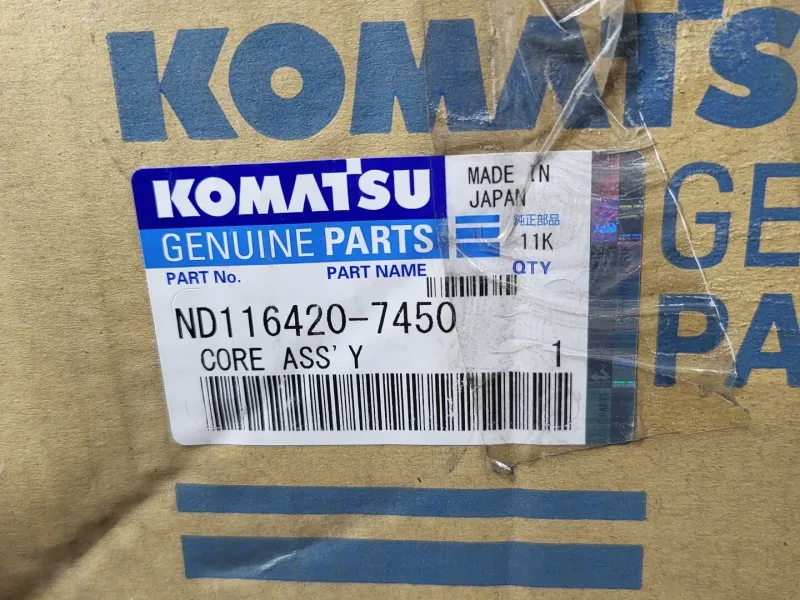 KOMATS
GENUINE
KOMATSU
GENUINE PARTS
MADE IN
JAPAN
純正部品
11K
PART No.
PART NAME
QTY
ND116420-7450
CORE ASS'Y
1
GE
PA